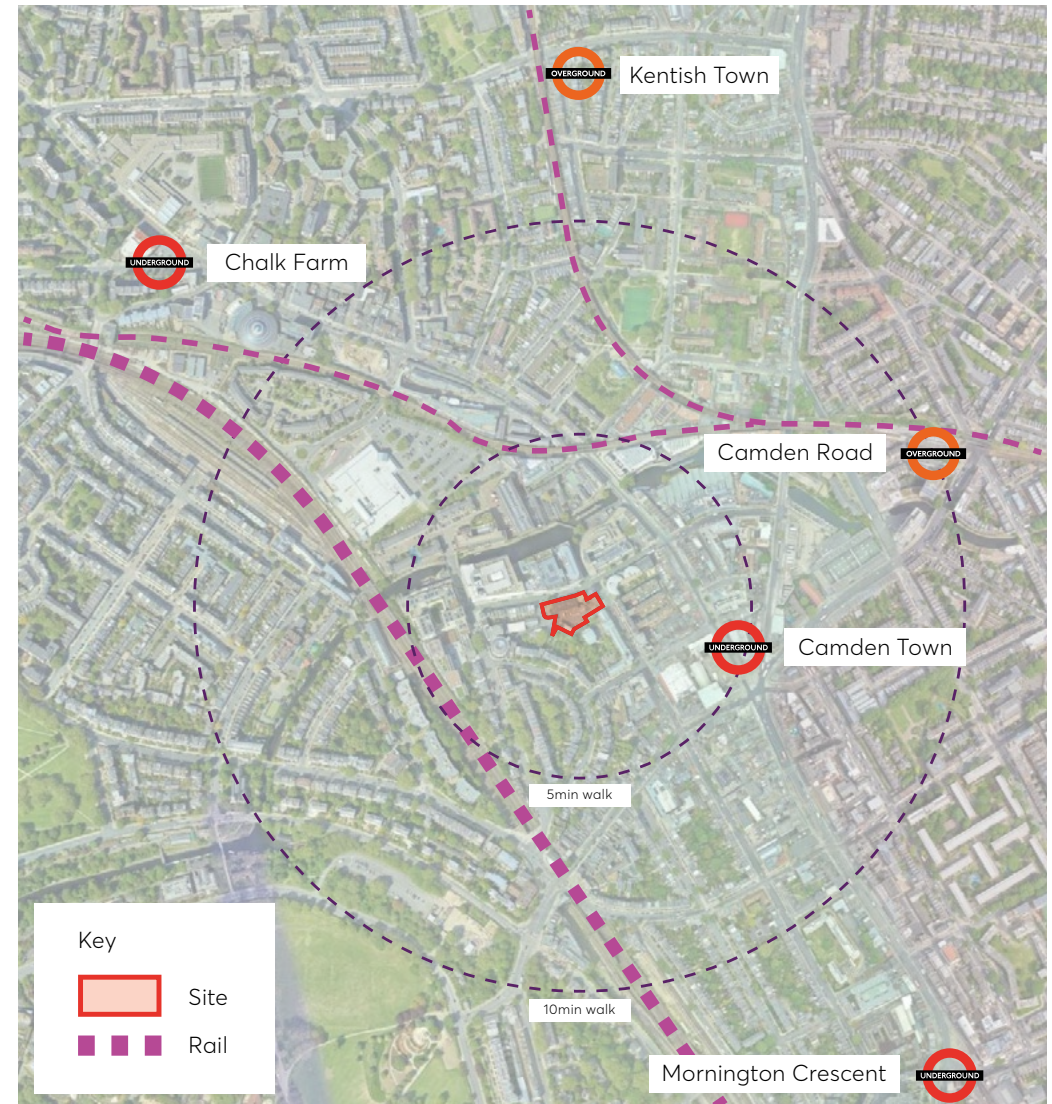 OVERGROUND
Kentish Town
UNDERGROUND
Chalk Farm
Camden Road
OVERGROUND
UNDERGROUND
Camden Town
5min walk
10min walk
Key
Site
Rail
Mornington Crescent
UNDERGROUND